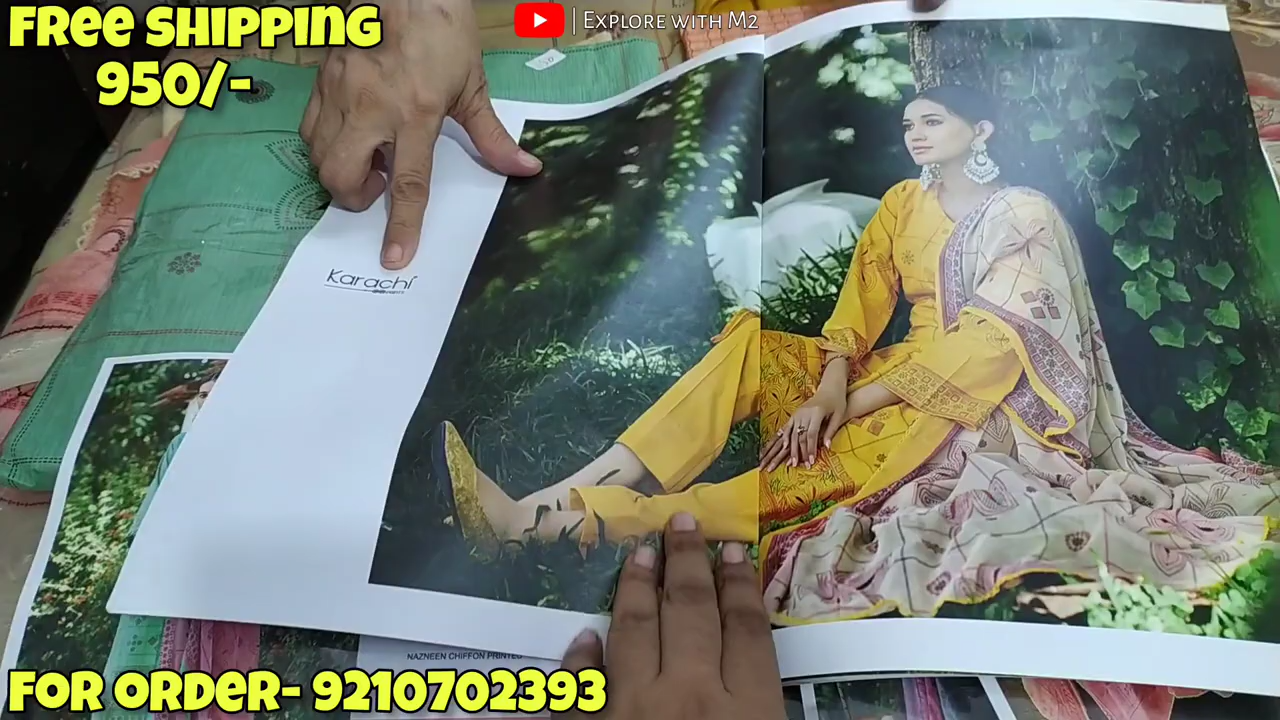 FREE SHIPPING
950/-
| EXPLORE WITH M2
Karachi
NAZNEEN CHIFFON PRINTED
FOR ORDER- 9210702393